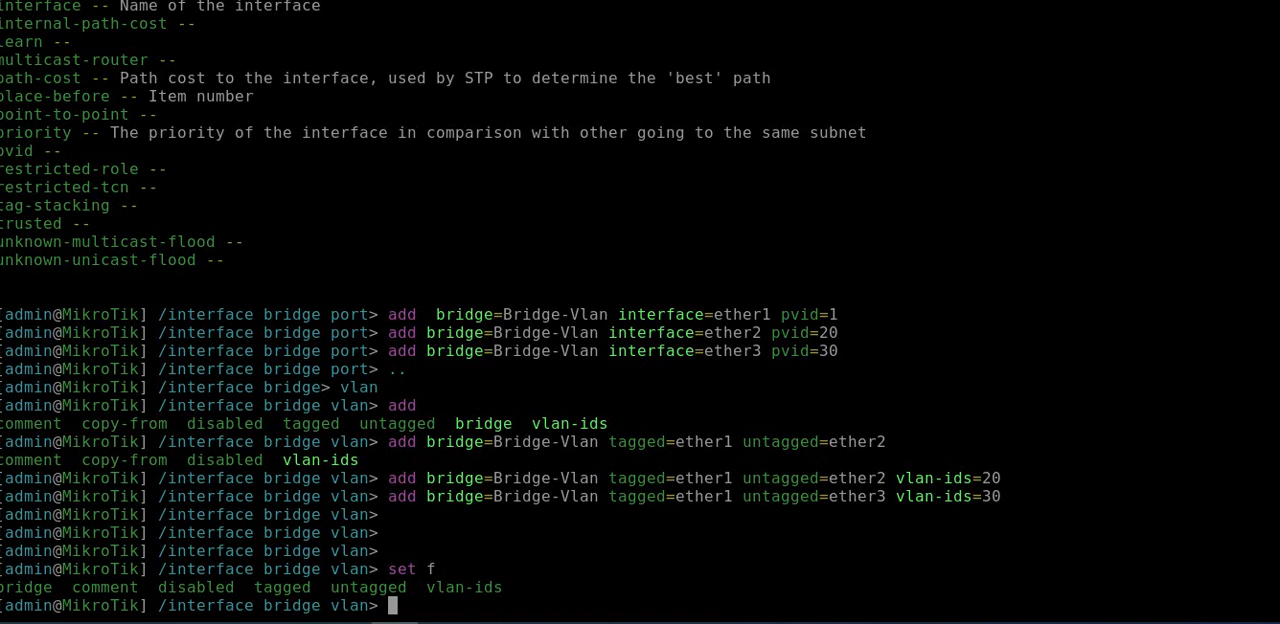 interface -- Name of the interface
internal-path-cost --
learn --
multicast-router --
path-cost -- Path cost to the interface, used by STP to determine the 'best' path
place-before -- Item number
point-to-point --
priority -- The priority of the interface in comparison with other going to the same subnet
pvid --
restricted-role --
restricted-tcn --
tag-stacking --
trusted --
unknown-multicast-flood --
unknown-unicast-flood --
[admin@MikroTik] /interface bridge port> add  bridge=Bridge-Vlan interface=ether1 pvid=1
[admin@MikroTik] /interface bridge port> add bridge=Bridge-Vlan interface=ether2 pvid=20
[admin@MikroTik] /interface bridge port> add bridge=Bridge-Vlan interface=ether3 pvid=30
[admin@MikroTik] /interface bridge port> ..
[admin@MikroTik] /interface bridge> vlan
[admin@MikroTik] /interface bridge vlan> add
comment  copy-from  disabled  tagged  untagged  bridge  vlan-ids
[admin@MikroTik] /interface bridge vlan> add bridge=Bridge-Vlan tagged=ether1 untagged=ether2
comment  copy-from  disabled  vlan-ids
[admin@MikroTik] /interface bridge vlan> add bridge=Bridge-Vlan tagged=ether1 untagged=ether2 vlan-ids=20
[admin@MikroTik] /interface bridge vlan> add bridge=Bridge-Vlan tagged=ether1 untagged=ether3 vlan-ids=30
[admin@MikroTik] /interface bridge vlan>
[admin@MikroTik] /interface bridge vlan>
[admin@MikroTik] /interface bridge vlan>
[admin@MikroTik] /interface bridge vlan> set f
bridge  comment  disabled  tagged  untagged  vlan-ids
[admin@MikroTik] /interface bridge vlan>